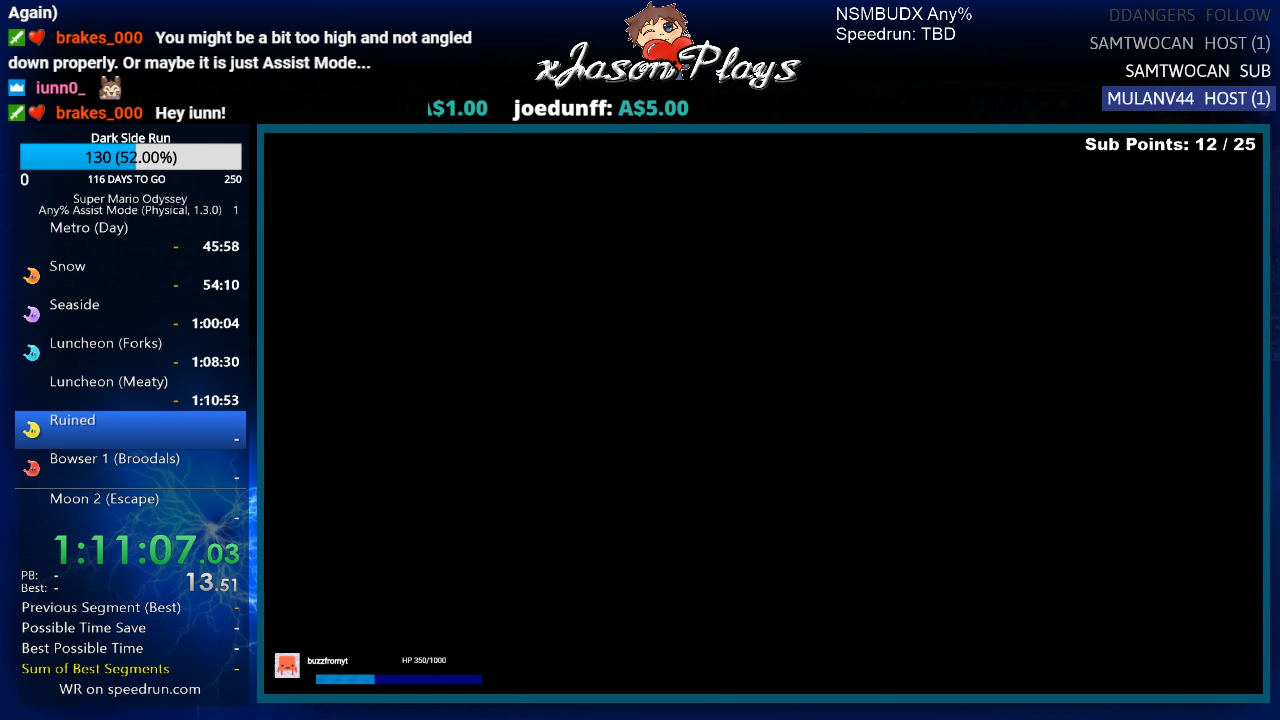 Again)
brakes_000 You might be a bit too high and not angled
down properly. Or maybe it is just Assist Mode...
iunn0_
brakes_000 Hey iunn!
xJasonPlays
NSMBUDX Any%
Speedrun: TBD
DDANGERS FOLLOW
SAMTWOCAN HOST (1)
SAMTWOCAN SUB
MULANV44 HOST (1)
A$1.00 joedunff: A$5.00
Sub Points: 12 / 25
Dark Side Run
130 (52.00%)
0 116 DAYS TO GO 250
Super Mario Odyssey
Any% Assist Mode (Physical, 1.3.0) 1
Metro (Day)
- 45:58
Snow
- 54:10
Seaside
- 1:00:04
Luncheon (Forks)
- 1:08:30
Luncheon (Meaty)
- 1:10:53
Ruined
-
Bowser 1 (Broodals)
-
Moon 2 (Escape)
-
1:11:07.03
PB: - 13.51
Best: -
Previous Segment (Best) -
Possible Time Save -
Best Possible Time -
Sum of Best Segments -
WR on speedrun.com
buzzfromyt HP 350/1000